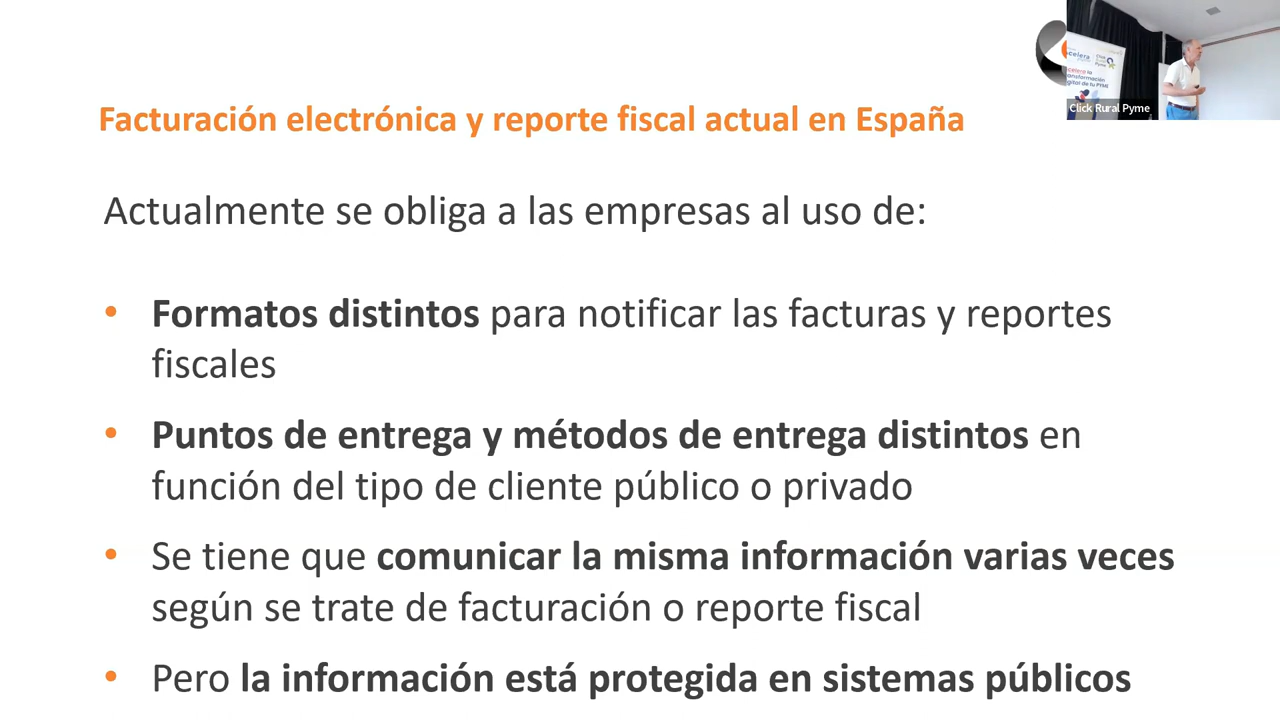 Facturación electrónica y reporte fiscal actual en España
Actualmente se obliga a las empresas al uso de:
• Formatos distintos para notificar las facturas y reportes
fiscales
• Puntos de entrega y métodos de entrega distintos en
función del tipo de cliente público o privado
• Se tiene que comunicar la misma información varias veces
según se trate de facturación o reporte fiscal
• Pero la información está protegida en sistemas públicos
Click Rural Pyme